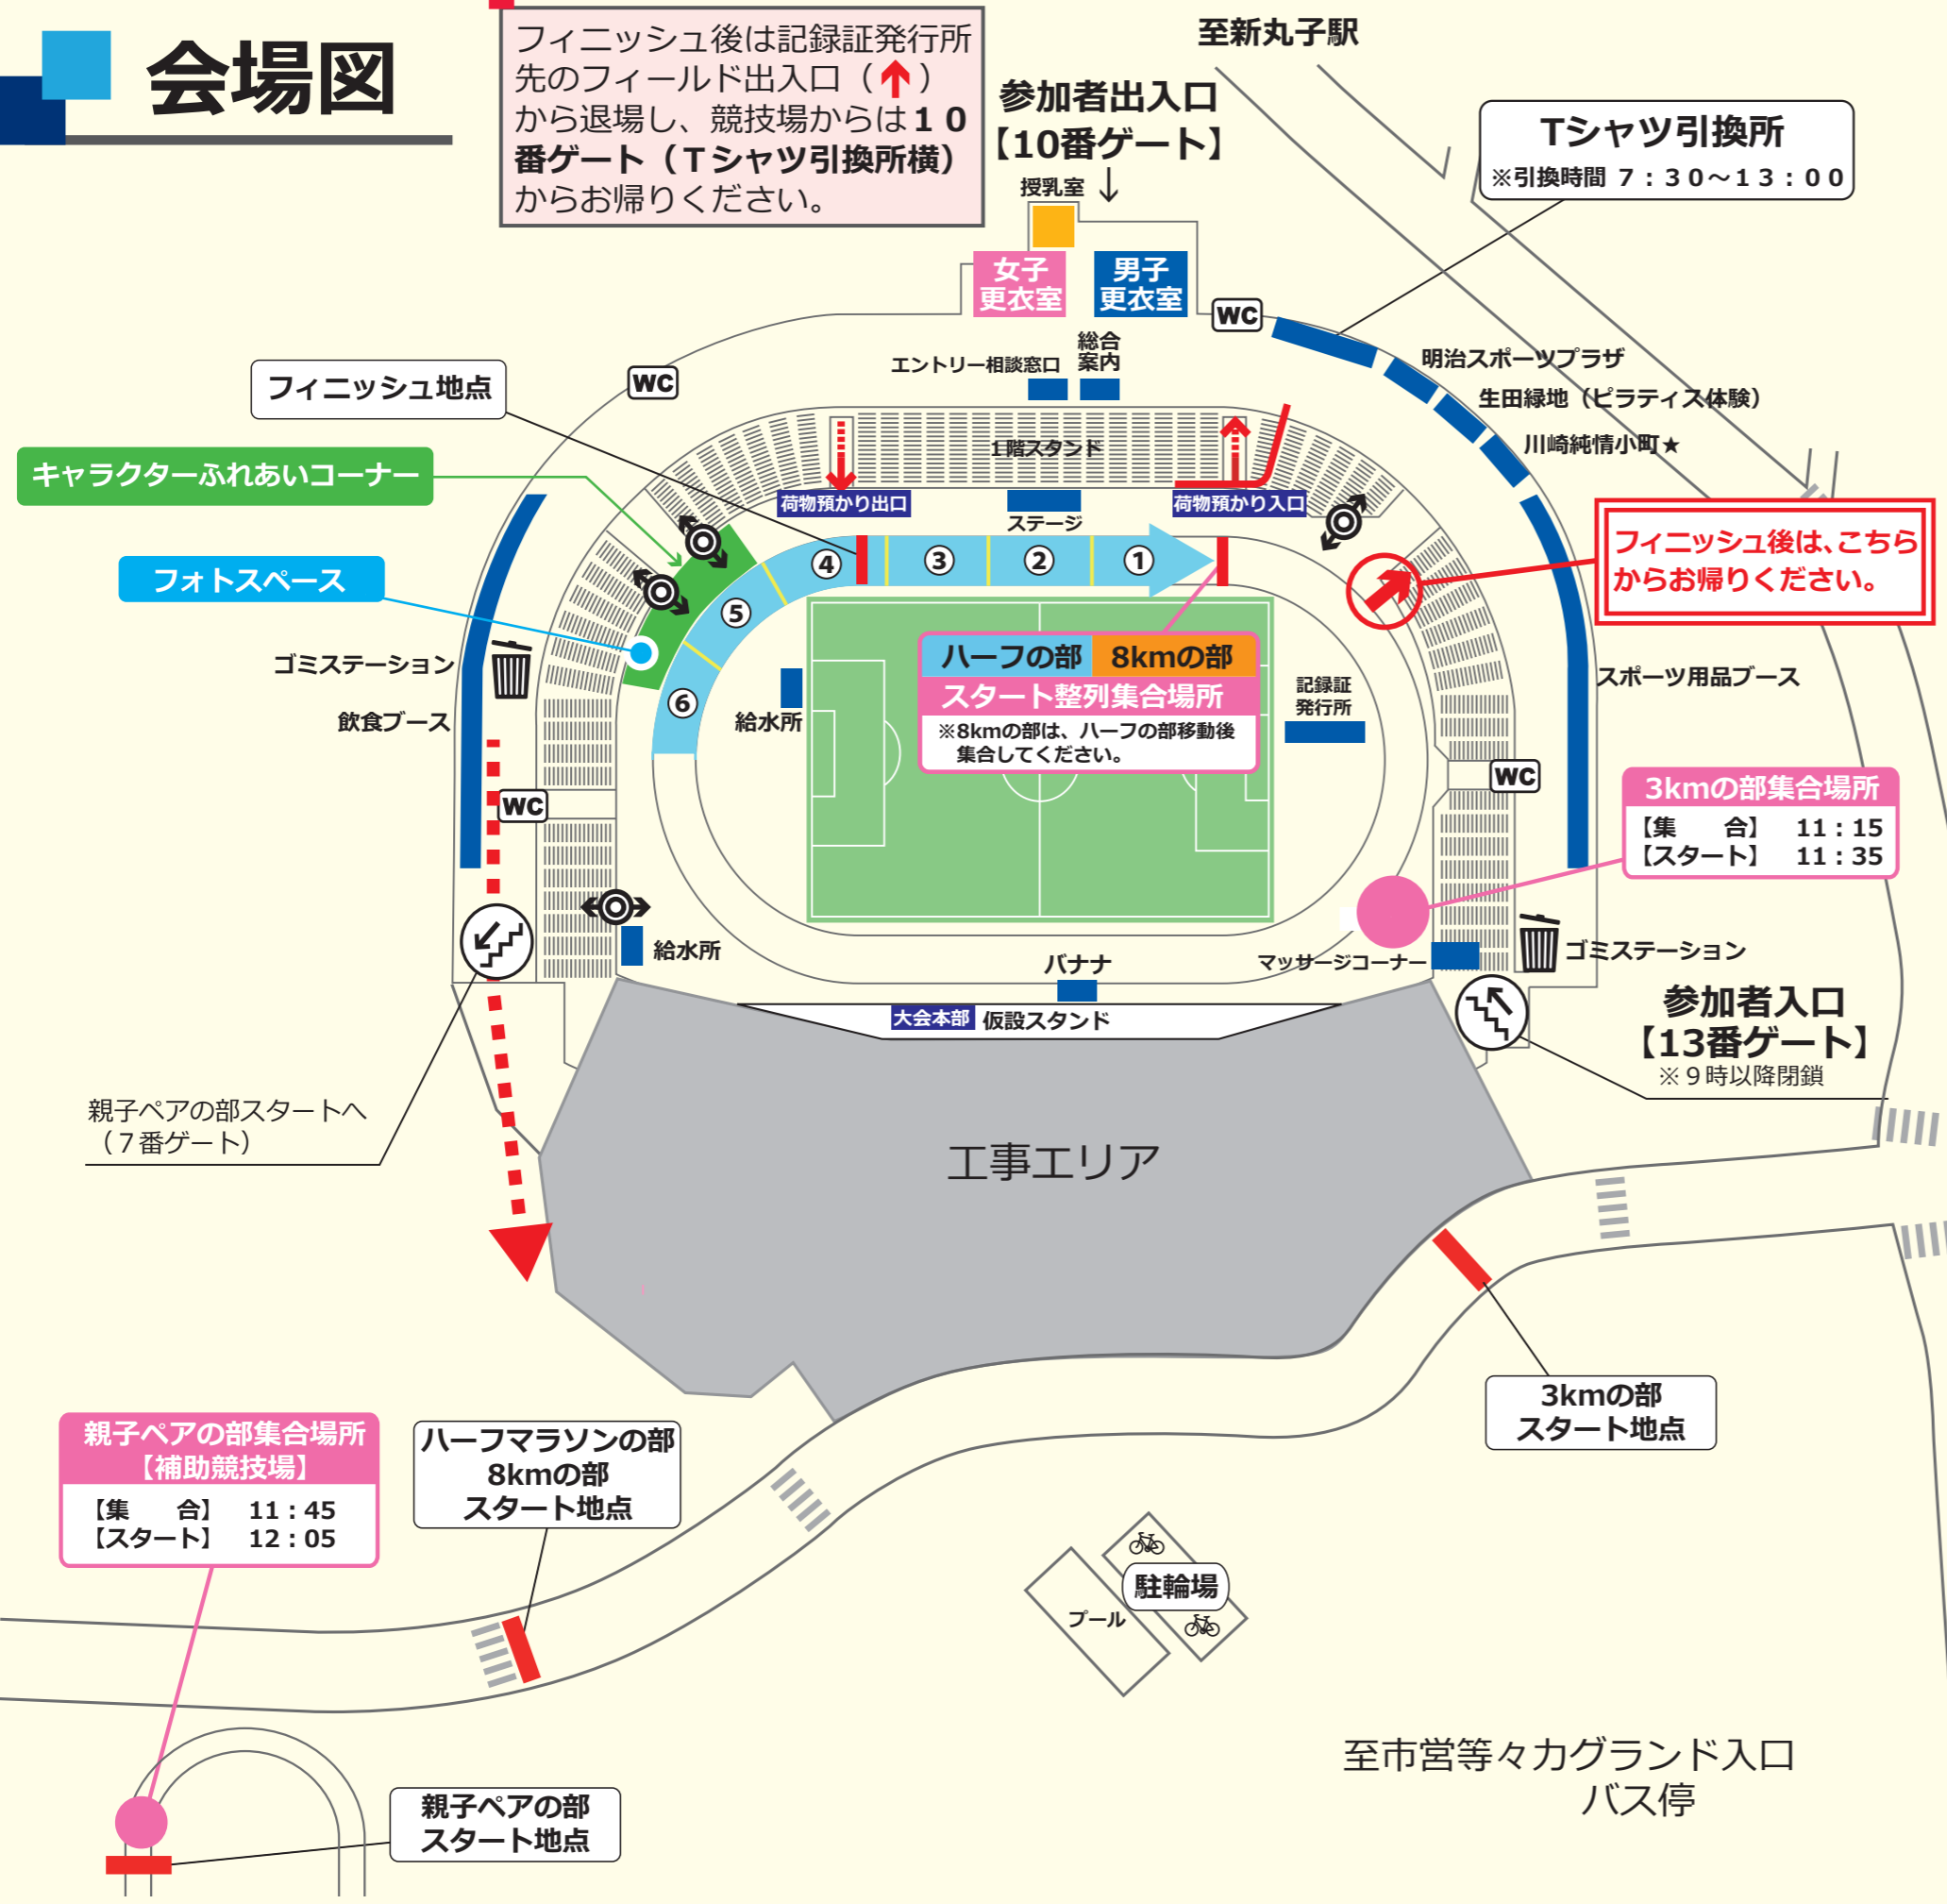 会場図
フィニッシュ後は記録証発行所
先のフィールド出入口（↑）
から退場し、競技場からは１０
番ゲート（Ｔシャツ引換所横）
からお帰りください。
至新丸子駅
参加者出入口
【10番ゲート】
授乳室 ↓
Tシャツ引換所
※引換時間 ７：３０～１３：００
女子
更衣室
男子
更衣室
WC
WC
総合
案内
エントリー相談窓口
明治スポーツプラザ
生田緑地（ピラティス体験）
川崎純情小町★
フィニッシュ地点
キャラクターふれあいコーナー
1階スタンド
荷物預かり出口
ステージ
荷物預かり入口
フィニッシュ後は、こちら
からお帰りください。
フォトスペース
① ② ③ ④ ⑤ ⑥
ハーフの部 8kmの部
スタート整列集合場所
※8kmの部は、ハーフの部移動後
集合してください。
ゴミステーション
飲食ブース
給水所
記録証
発行所
スポーツ用品ブース
WC
WC
3kmの部集合場所
【集　合】 11：15
【スタート】 11：35
給水所
バナナ
マッサージコーナー
ゴミステーション
大会本部
仮設スタンド
参加者入口
【13番ゲート】
※９時以降閉鎖
親子ペアの部スタートへ
（７番ゲート）
工事エリア
3kmの部
スタート地点
親子ペアの部集合場所
【補助競技場】
【集　合】 11：45
【スタート】 12：05
ハーフマラソンの部
8kmの部
スタート地点
駐輪場
プール
至市営等々力グランド入口
バス停
親子ペアの部
スタート地点